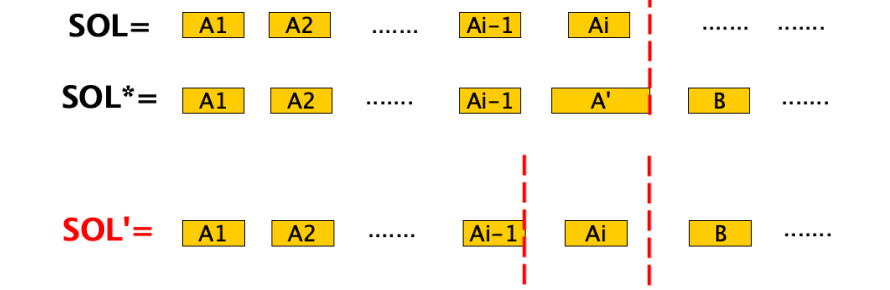 SOL= A1 A2 ....... Ai-1 Ai ....... .......
SOL*= A1 A2 ....... Ai-1 A' B .......
SOL'= A1 A2 ....... Ai-1 Ai B .......